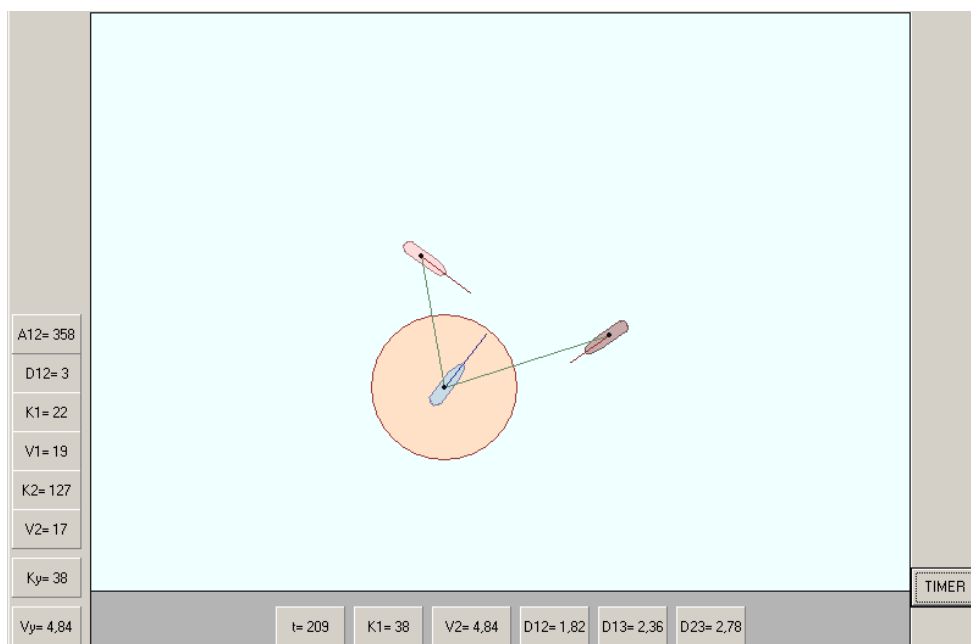 A12= 358
D12= 3
K1= 22
V1= 19
K2= 127
V2= 17
Ky= 38
TIMER
Vy= 4,84
t= 209
K1= 38
V2= 4,84
D12= 1,82
D13= 2,36
D23= 2,78